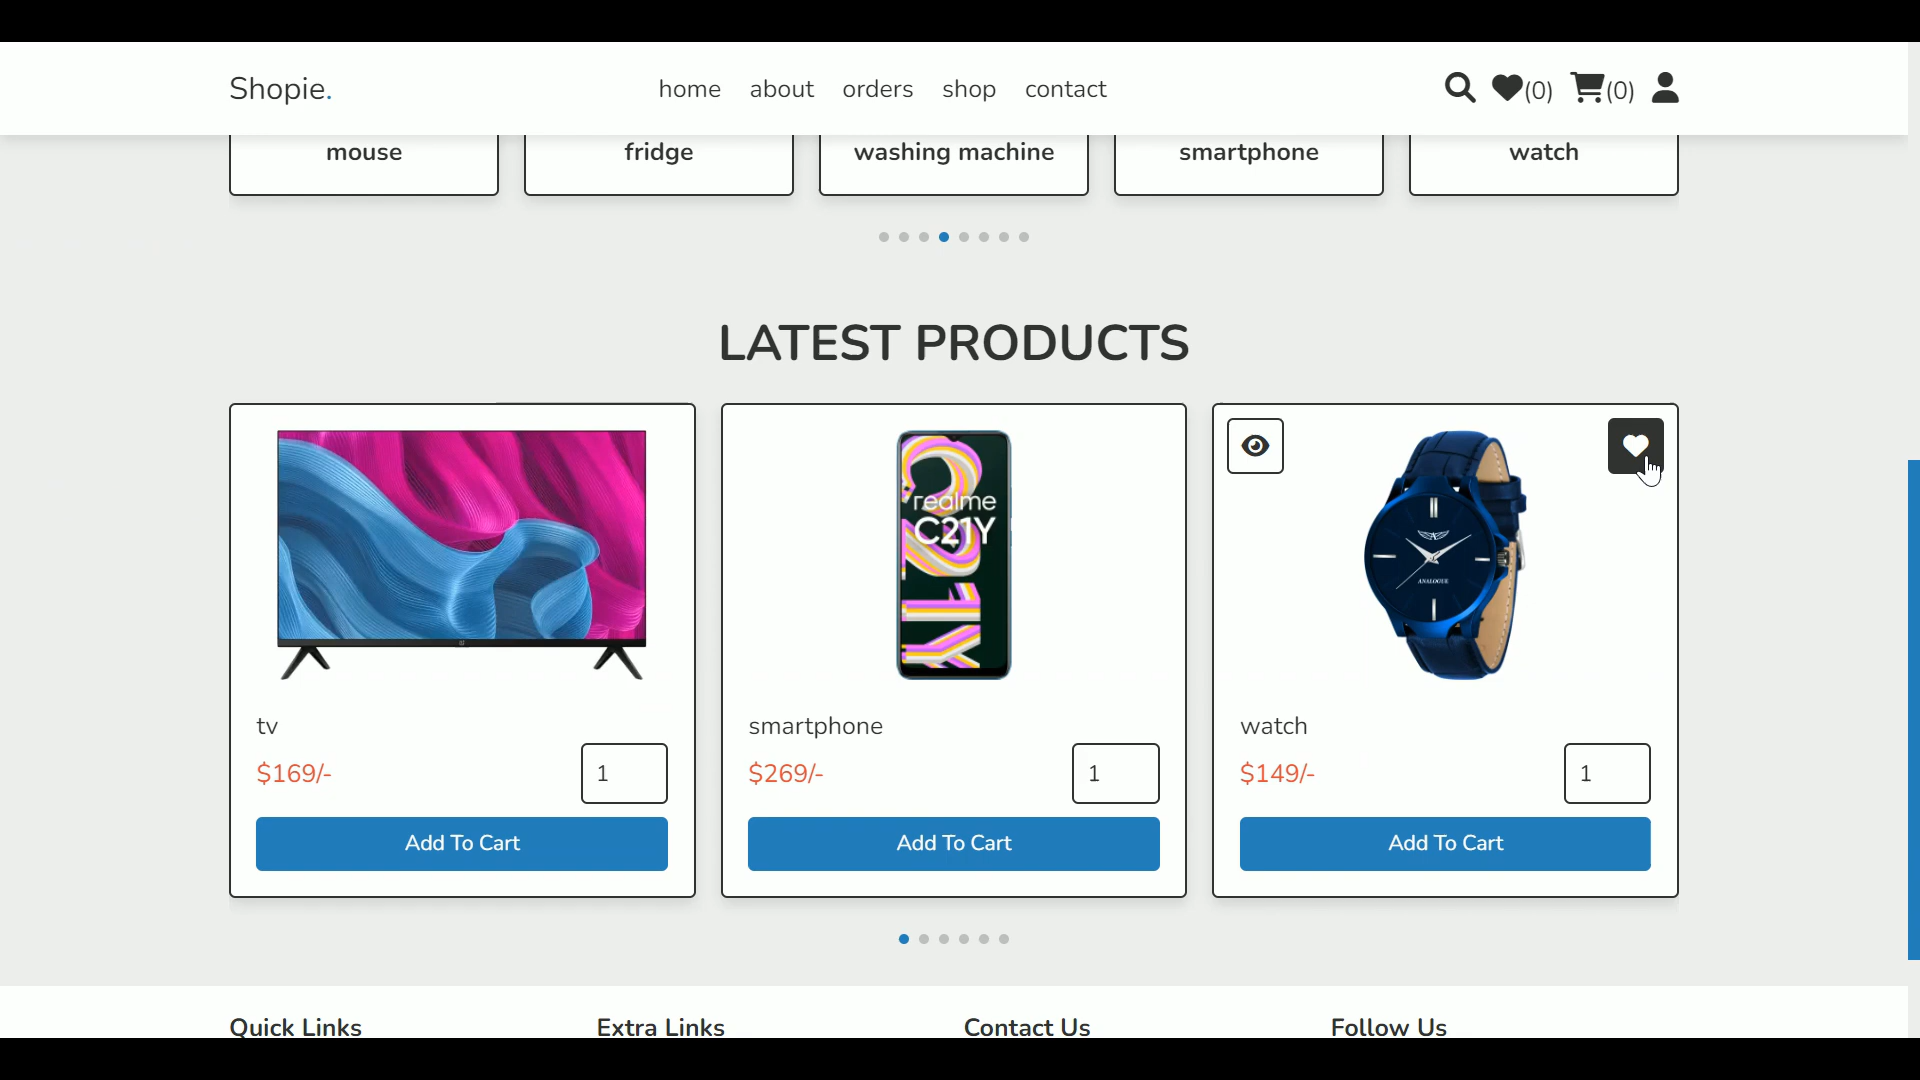 Shopie.
home about orders shop contact
(0) (0)
mouse fridge washing machine smartphone watch
LATEST PRODUCTS
realme
C21Y
C21Y
ANALOGUE
tv smartphone watch
$169/- 1 $269/- 1 $149/- 1
Add To Cart Add To Cart Add To Cart
Quick Links Extra Links Contact Us Follow Us